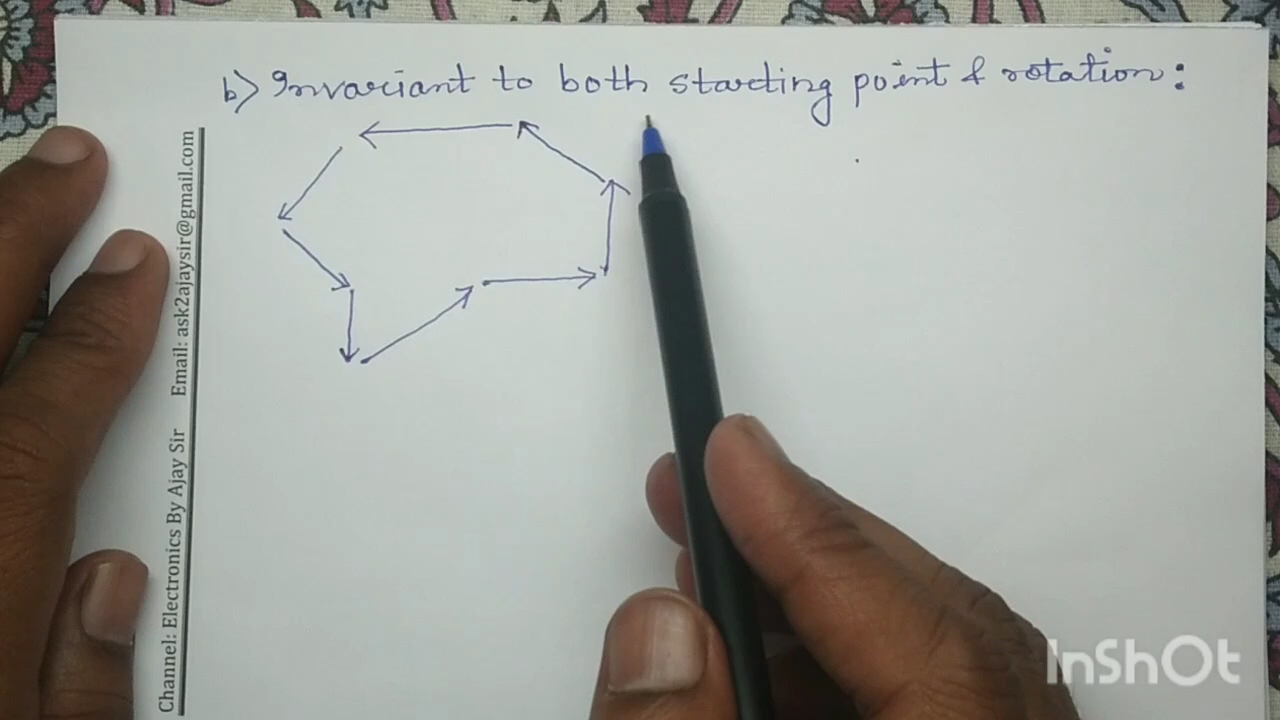 b) Invariant to both starting point & rotation:
Channel: Electronics By Ajay Sir Email: ask2ajaysir@gmail.com
InShOt